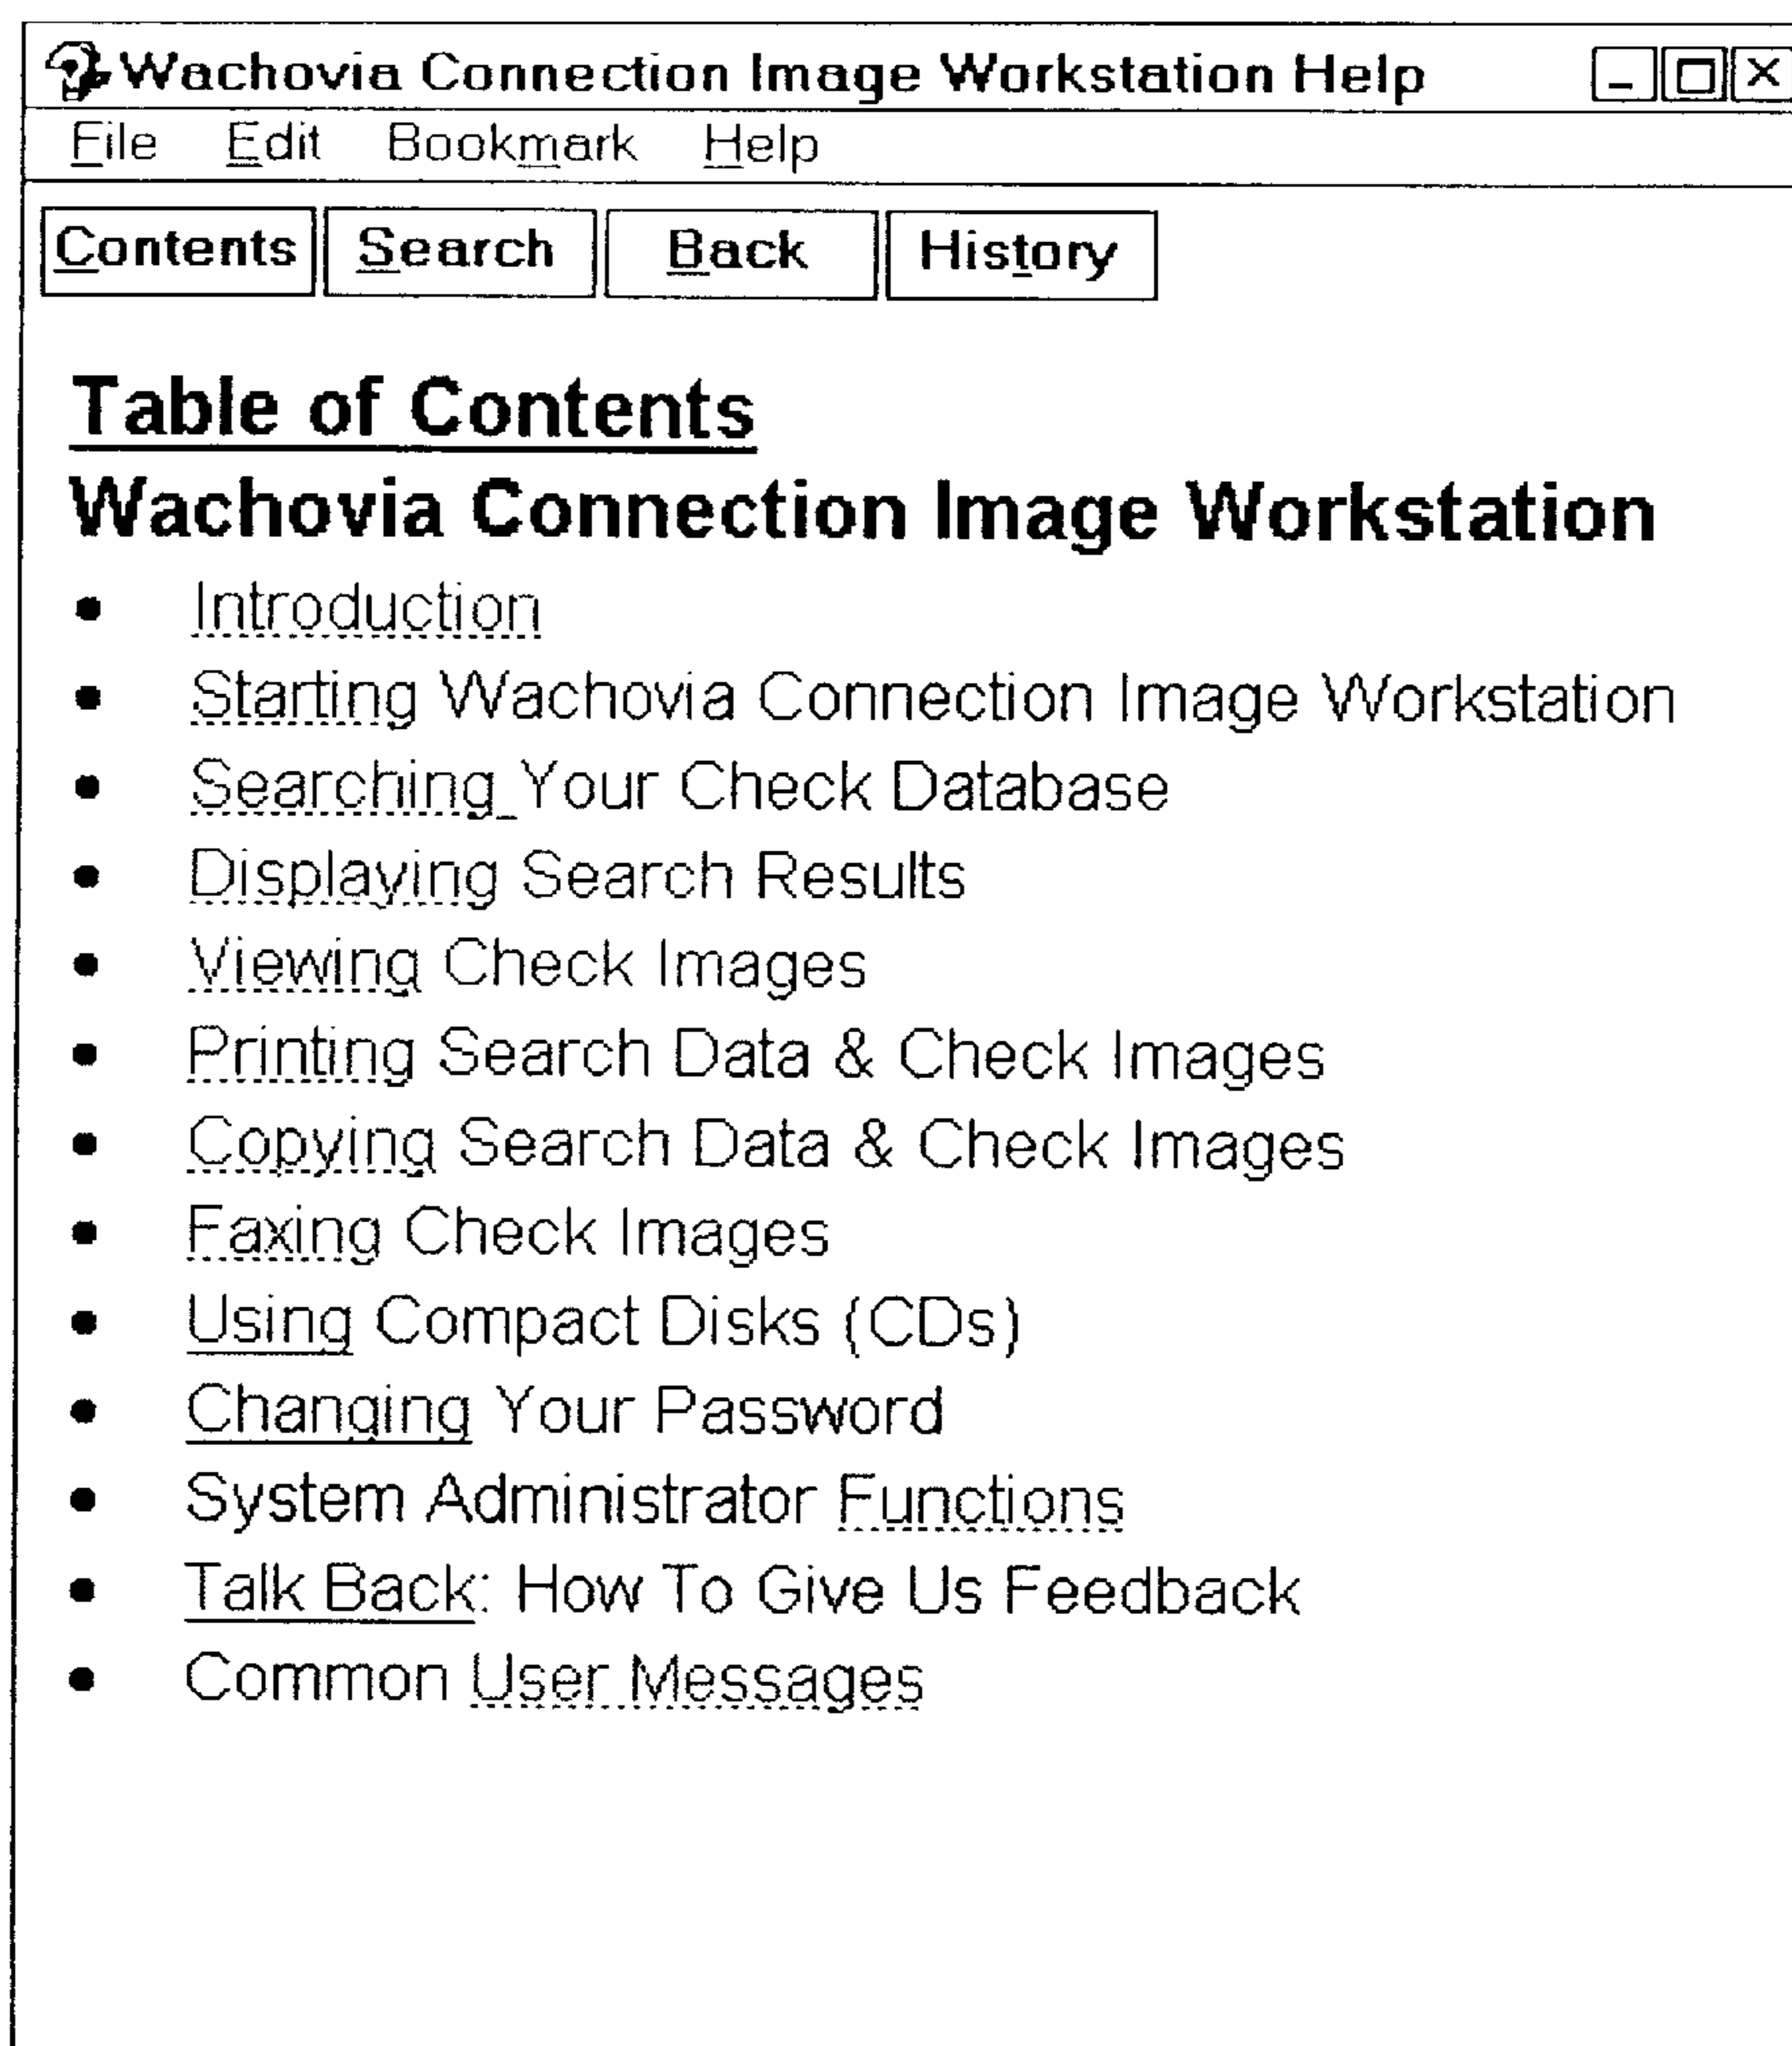 Wachovia Connection Image Workstation Help
File Edit Bookmark Help
Contents Search Back History
Table of Contents
Wachovia Connection Image Workstation
• Introduction
• Starting Wachovia Connection Image Workstation
• Searching Your Check Database
• Displaying Search Results
• Viewing Check Images
• Printing Search Data & Check Images
• Copying Search Data & Check Images
• Faxing Check Images
• Using Compact Disks (CDs)
• Changing Your Password
• System Administrator Functions
• Talk Back: How To Give Us Feedback
• Common User Messages